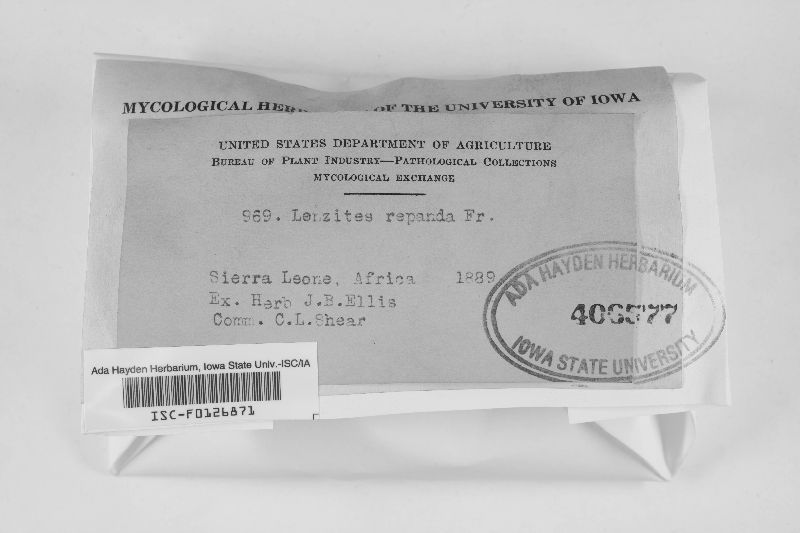 MYCOLOGICAL OF THE UNIVERSITY OF IOWA
UNITED STATES DEPARTMENT OF AGRICULTURE
BUREAU OF PLANT INDUSTRY—PATHOLOGICAL COLLECTIONS
MYCOLOGICAL EXCHANGE
969. Lenzites repanda Fr.
Sierra Leone, Africa 1889
Ex. Herb J.B.Ellis
Comm. C.L.Shear
ADA HAYDEN HERBARIUM
406577
IOWA STATE UNIVERSITY
Ada Hayden Herbarium, Iowa State Univ.-ISC/IA
ISC-F0126871